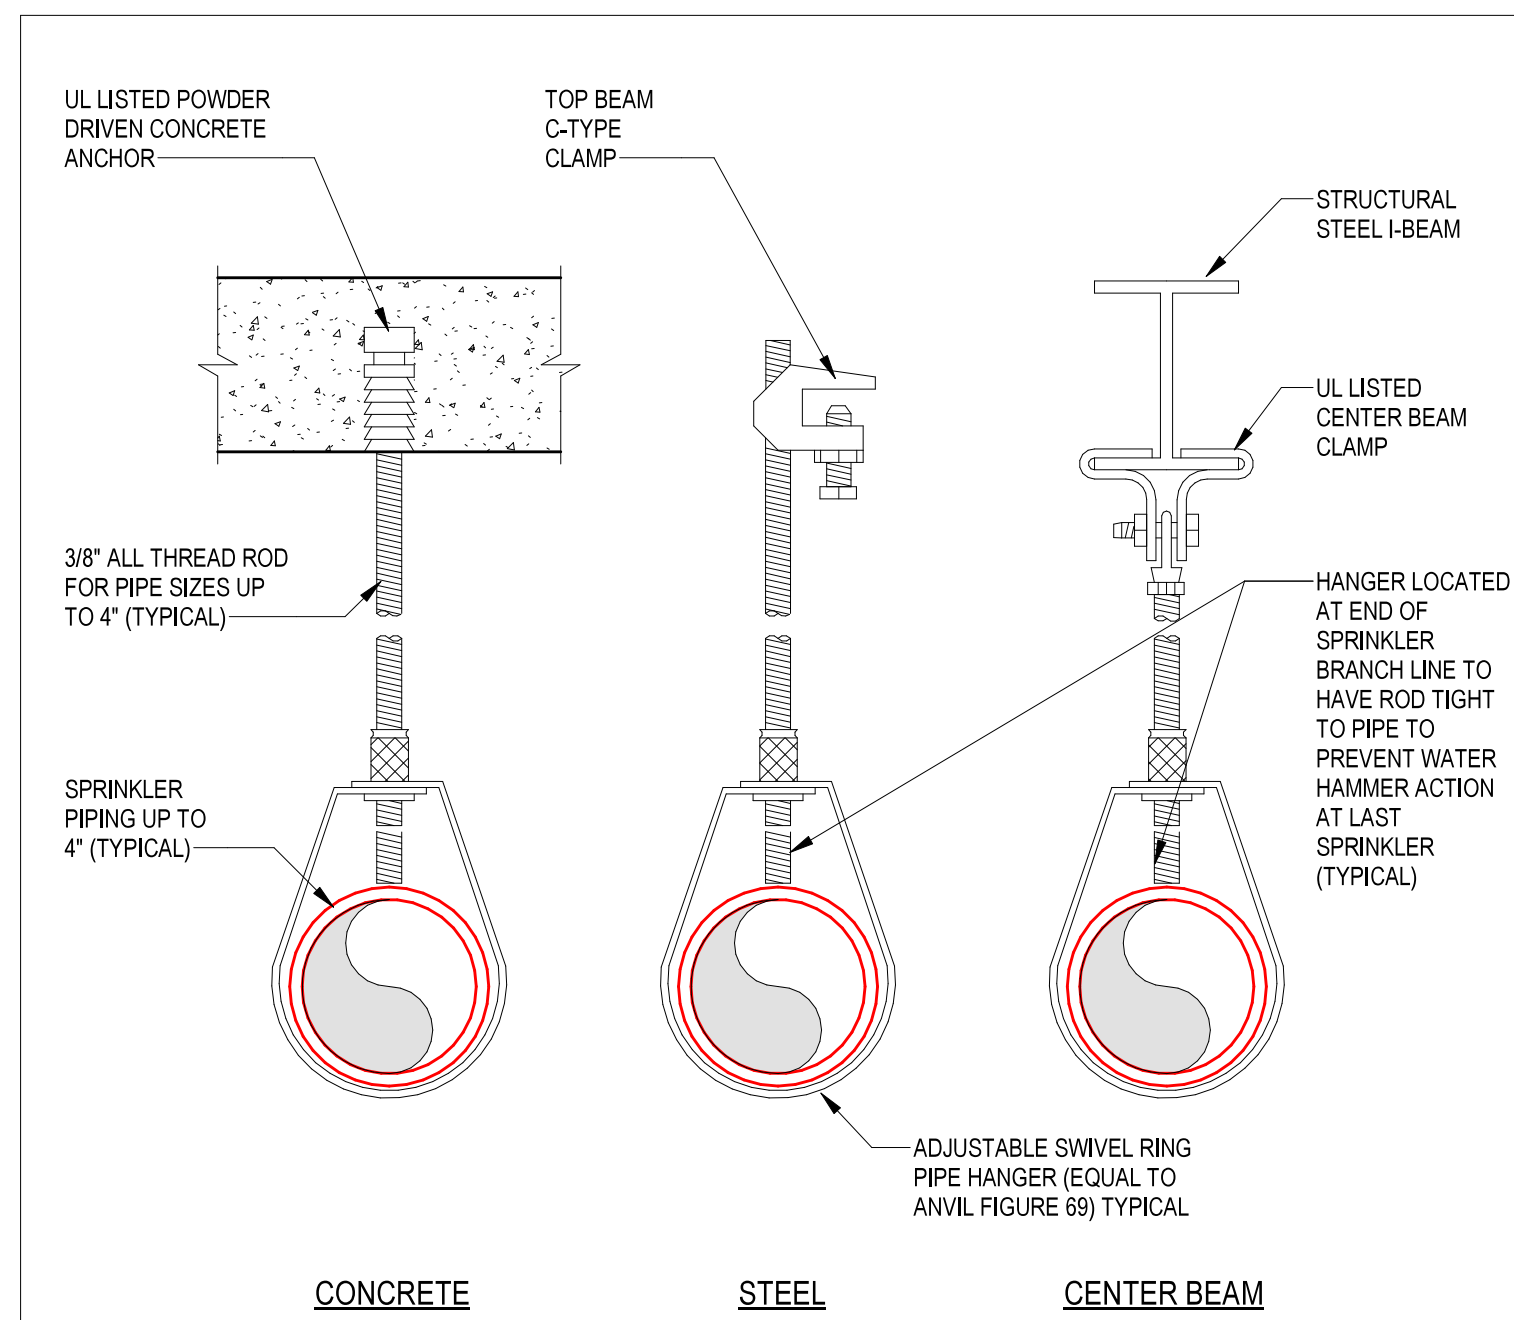 UL LISTED POWDER
DRIVEN CONCRETE
ANCHOR
TOP BEAM
C-TYPE
CLAMP
STRUCTURAL
STEEL I-BEAM
UL LISTED
CENTER BEAM
CLAMP
3/8" ALL THREAD ROD
FOR PIPE SIZES UP
TO 4" (TYPICAL)
HANGER LOCATED
AT END OF
SPRINKLER
BRANCH LINE TO
HAVE ROD TIGHT
TO PIPE TO
PREVENT WATER
HAMMER ACTION
AT LAST
SPRINKLER
(TYPICAL)
SPRINKLER
PIPING UP TO
4" (TYPICAL)
ADJUSTABLE SWIVEL RING
PIPE HANGER (EQUAL TO
ANVIL FIGURE 69) TYPICAL
CONCRETE
STEEL
CENTER BEAM